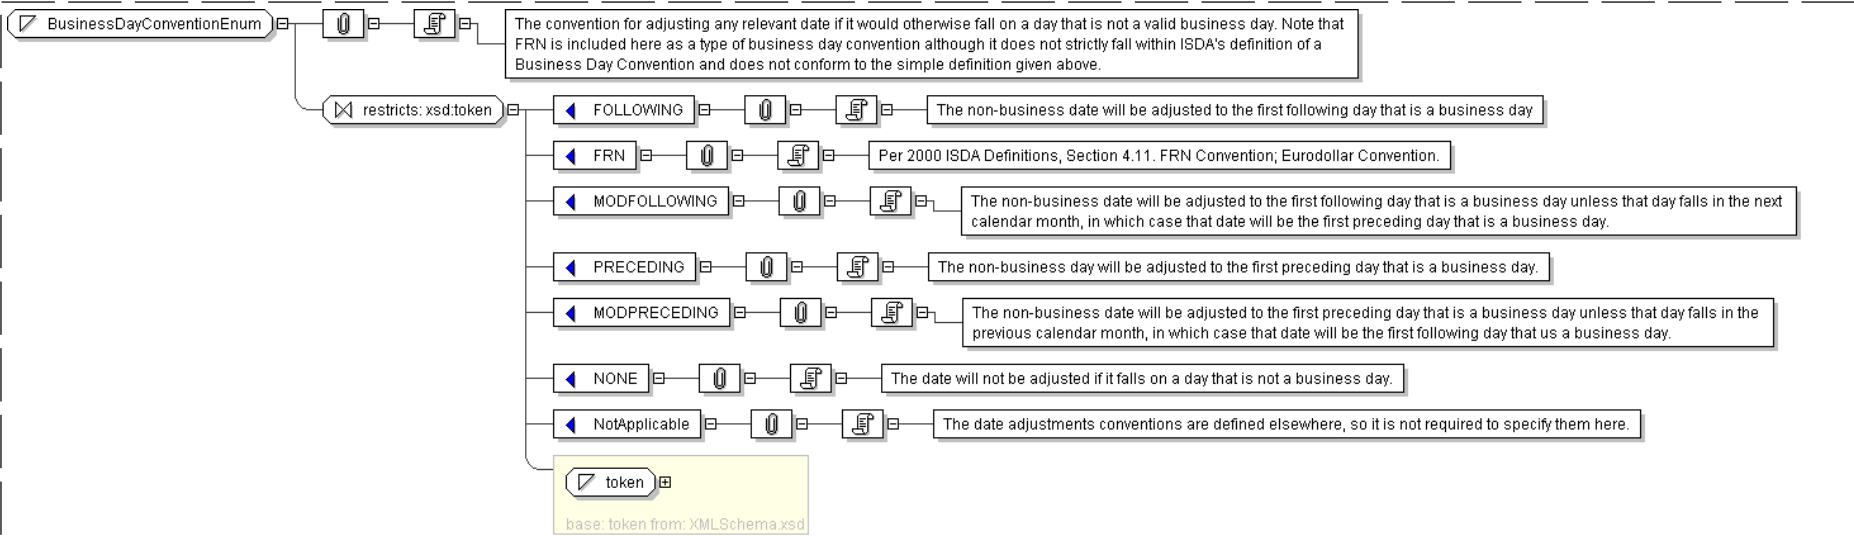 BusinessDayConventionEnum
The convention for adjusting any relevant date if it would otherwise fall on a day that is not a valid business day. Note that
FRN is included here as a type of business day convention although it does not strictly fall within ISDA's definition of a
Business Day Convention and does not conform to the simple definition given above.
restricts: xsd:token
FOLLOWING
The non-business date will be adjusted to the first following day that is a business day
FRN
Per 2000 ISDA Definitions, Section 4.11. FRN Convention; Eurodollar Convention.
MODFOLLOWING
The non-business date will be adjusted to the first following day that is a business day unless that day falls in the next
calendar month, in which case that date will be the first preceding day that is a business day.
PRECEDING
The non-business day will be adjusted to the first preceding day that is a business day.
MODPRECEDING
The non-business date will be adjusted to the first preceding day that is a business day unless that day falls in the
previous calendar month, in which case that date will be the first following day that us a business day.
NONE
The date will not be adjusted if it falls on a day that is not a business day.
NotApplicable
The date adjustments conventions are defined elsewhere, so it is not required to specify them here.
token
base: token from: XMLSchema.xsd